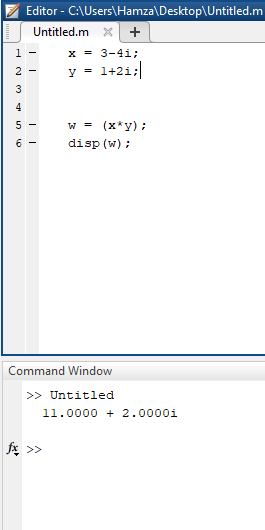 Editor - C:\Users\Hamza\Desktop\Untitled.m
Untitled.m × +
1 - x = 3-4i;
2 - y = 1+2i;
3
4
5 - w = (x*y);
6 - disp(w);
Command Window
>> Untitled
11.0000 + 2.0000i
fx >>